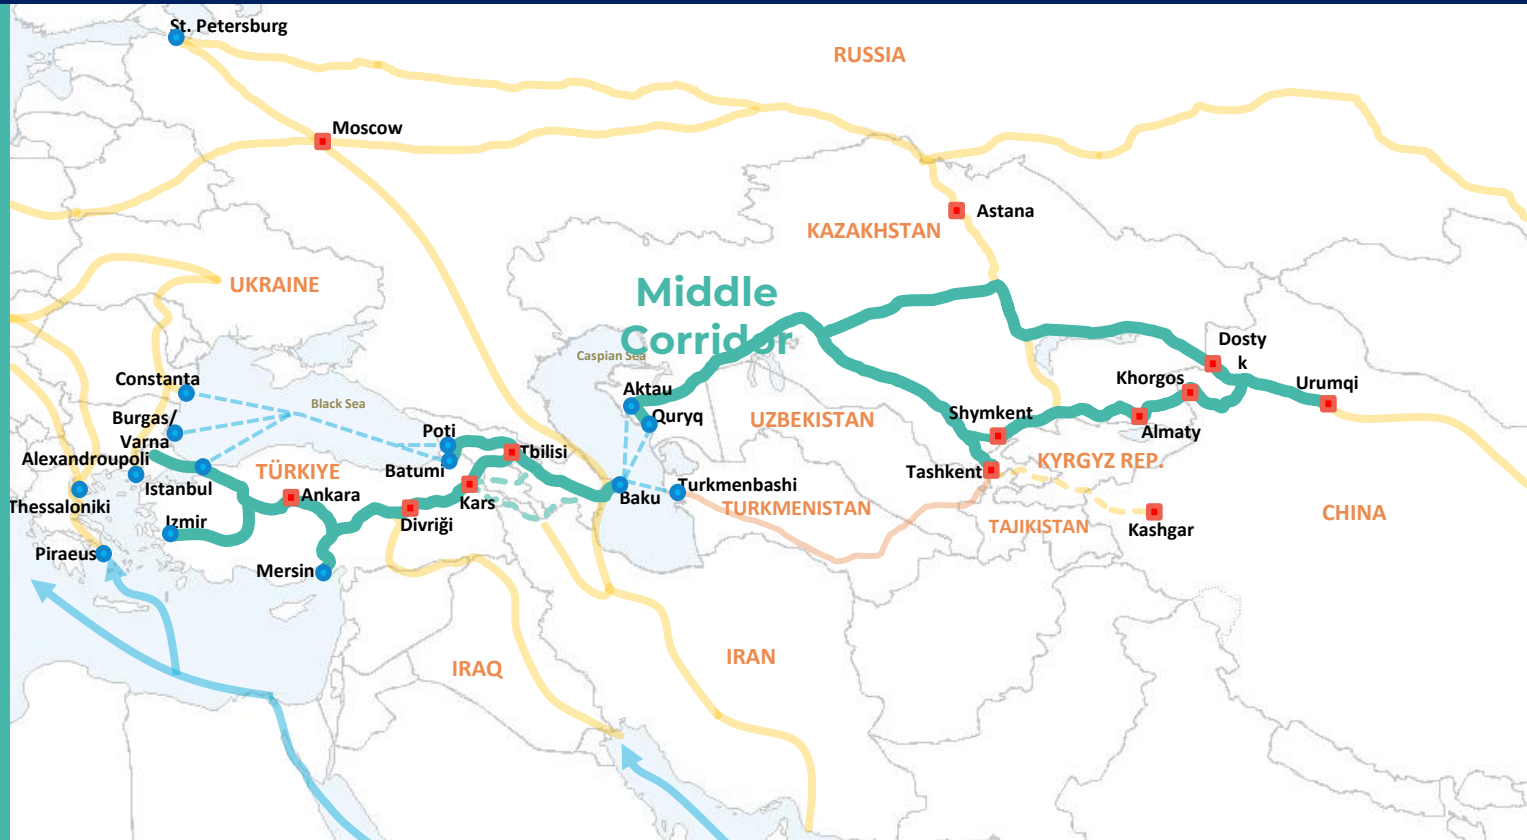 St. Petersburg
RUSSIA
Moscow
Astana
KAZAKHSTAN
UKRAINE
Middle
Corridor
Caspian Sea
Dosty
k
Constanta
Khorgos
Urumqi
Aktau
Black Sea
Burgas/
Varna
Quryq
UZBEKISTAN
Shymkent
Almaty
Poti
Tbilisi
Alexandroupoli
Batumi
TÜRKIYE
Tashkent
KYRGYZ REP.
Istanbul
Ankara
Kars
Baku
Turkmenbashi
TURKMENISTAN
Thessaloniki
Izmir
Divriği
TAJIKISTAN
Kashgar
CHINA
Piraeus
Mersin
IRAQ
IRAN